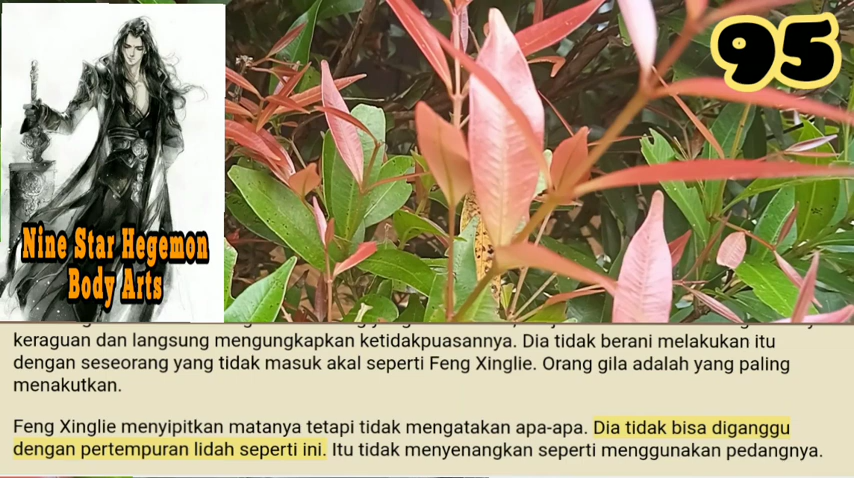 95
Nine Star Hegemon
Body Arts
keraguan dan langsung mengungkapkan ketidakpuasannya. Dia tidak berani melakukan itu
dengan seseorang yang tidak masuk akal seperti Feng Xinglie. Orang gila adalah yang paling
menakutkan.
Feng Xinglie menyipitkan matanya tetapi tidak mengatakan apa-apa. Dia tidak bisa diganggu
dengan pertempuran lidah seperti ini. Itu tidak menyenangkan seperti menggunakan pedangnya.